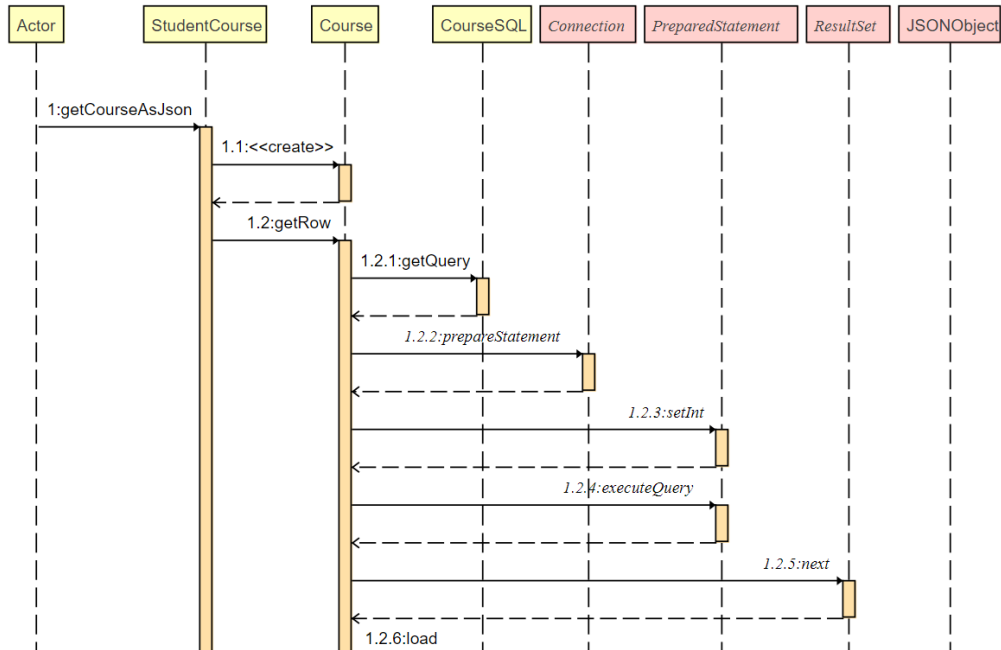 Actor
StudentCourse
Course
CourseSQL
Connection
PreparedStatement
ResultSet
JSONObject
1:getCourseAsJson
1.1:<<create>>
1.2:getRow
1.2.1:getQuery
1.2.2:prepareStatement
1.2.3:setInt
1.2.4:executeQuery
1.2.5:next
1.2.6:load